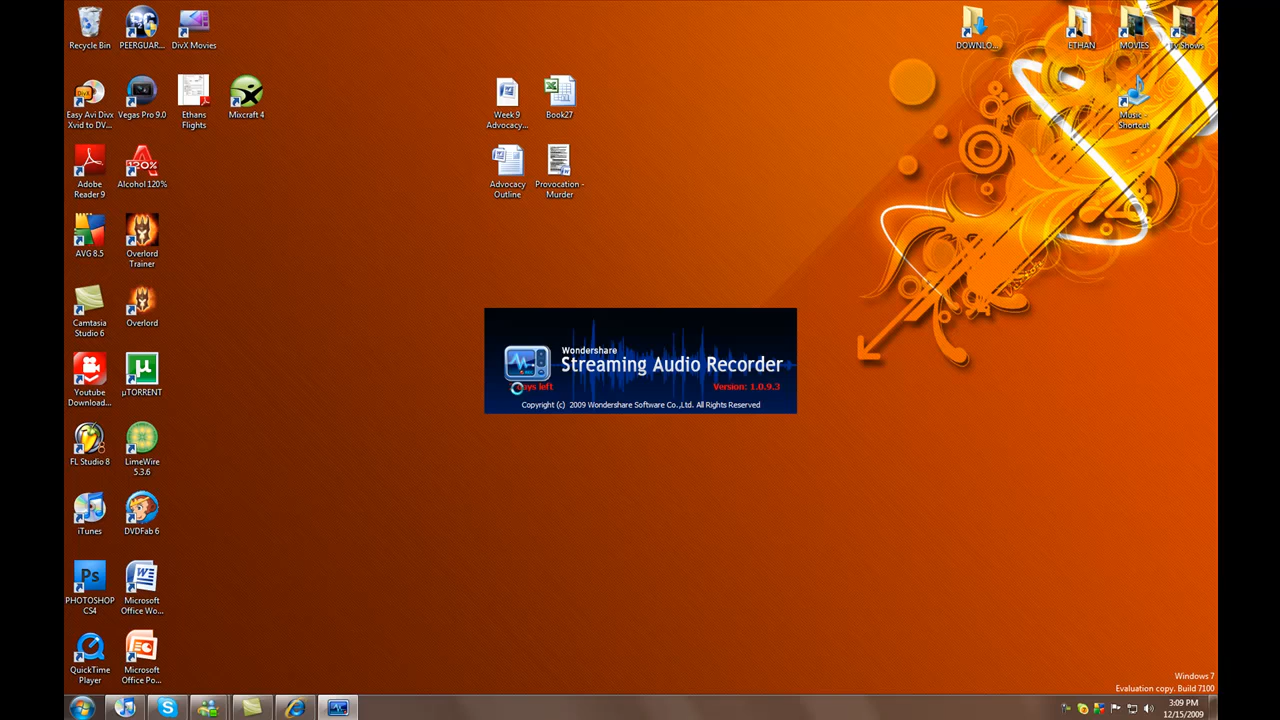 Recycle Bin
PEERGUAR...
DivX Movies
DOWNLO...
ETHAN
MOVIES
Tv Shows
Easy Avi Divx
Xvid to DV...
Vegas Pro 9.0
Ethans
Flights
Mixcraft 4
Week 9
Advocacy...
Book27
Music -
Shortcut
Adobe
Reader 9
Alcohol 120%
Advocacy
Outline
Provocation -
Murder
AVG 8.5
Overlord
Trainer
Camtasia
Studio 6
Overlord
Wondershare
Streaming Audio Recorder
left
Version: 1.0.9.3
Copyright (c) 2009 Wondershare Software Co.,Ltd. All Rights Reserved
Youtube
Download...
µTORRENT
FL Studio 8
LimeWire
5.3.6
iTunes
DVDFab 6
PHOTOSHOP
CS4
Microsoft
Office Wo...
QuickTime
Player
Microsoft
Office Po...
Windows 7
Evaluation copy. Build 7100
3:09 PM
12/15/2009